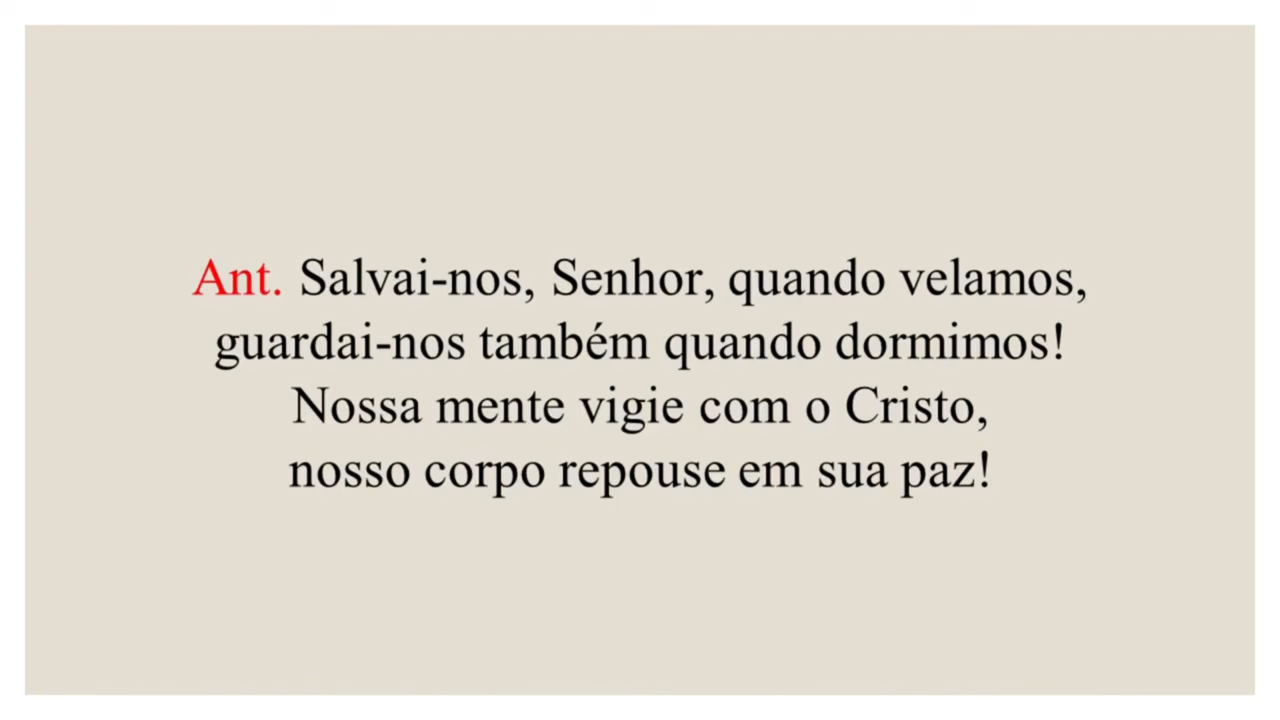 Ant. Salvai-nos, Senhor, quando velamos,
guardai-nos também quando dormimos!
Nossa mente vigie com o Cristo,
nosso corpo repouse em sua paz!